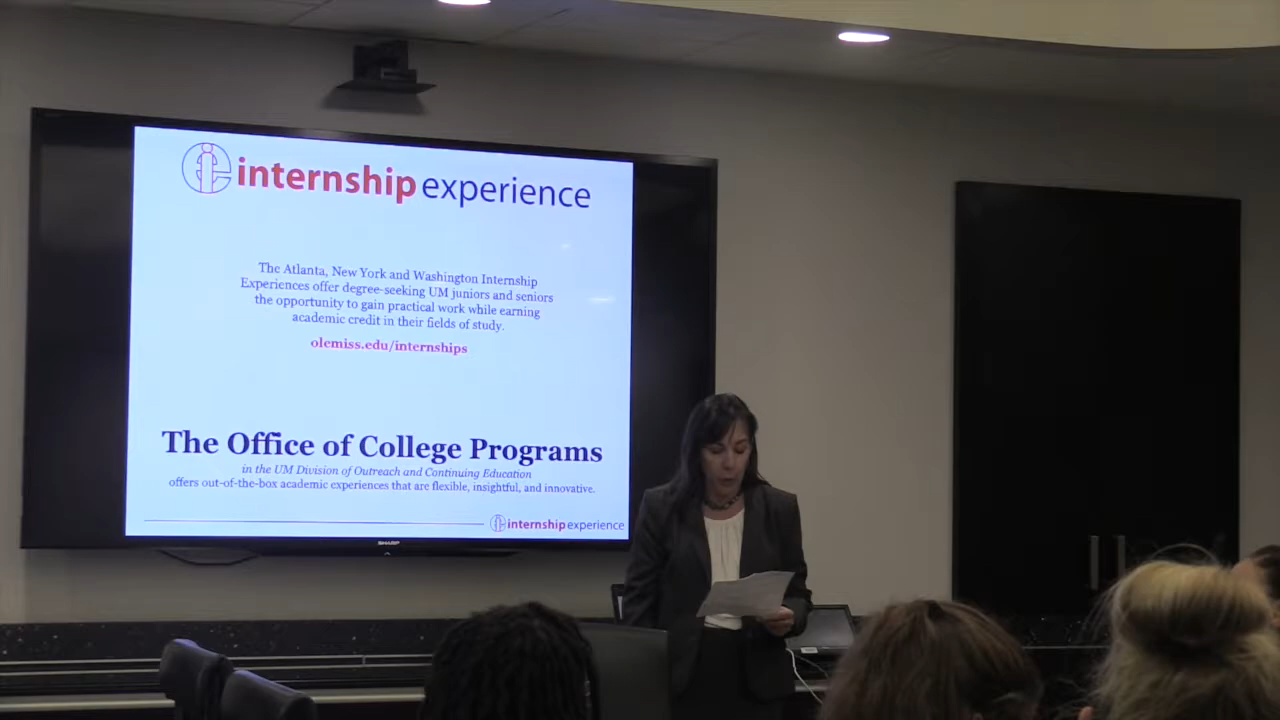 internship experience
The Atlanta, New York and Washington Internship
Experiences offer degree-seeking UM juniors and seniors
the opportunity to gain practical work while earning
academic credit in their fields of study.
olemiss.edu/internships
The Office of College Programs
in the UM Division of Outreach and Continuing Education
offers out-of-the-box academic experiences that are flexible, insightful, and innovative.
internship experience
SHARP